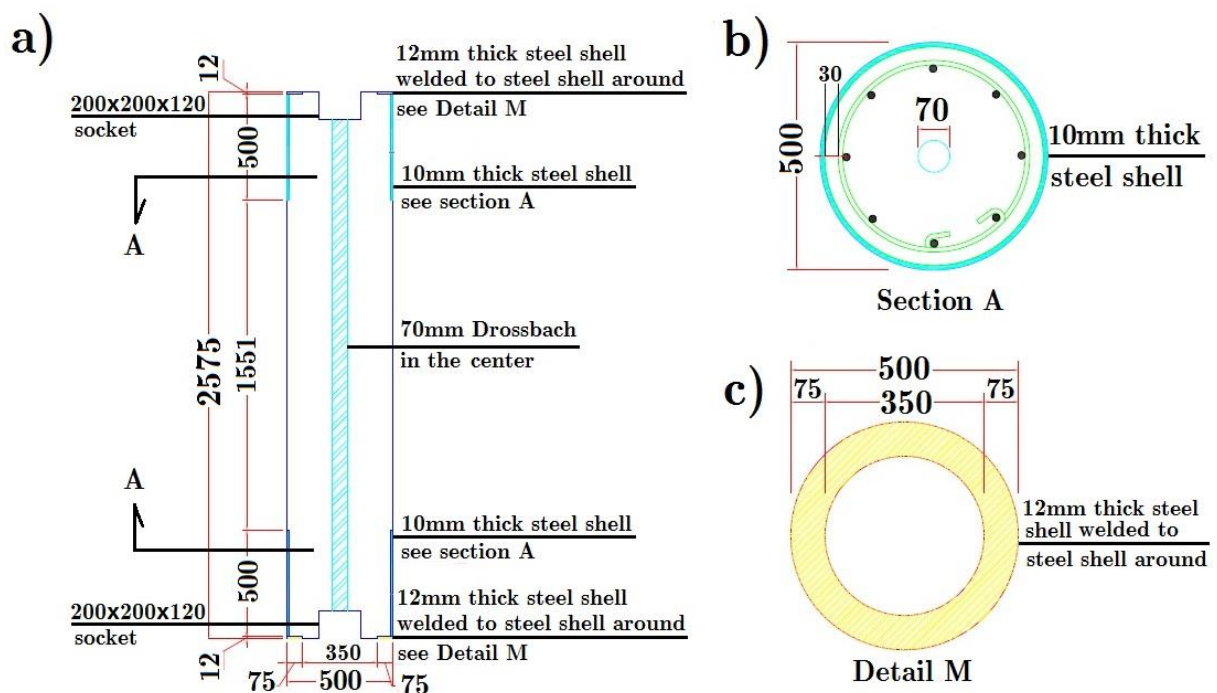 a)
12
200x200x120
socket
500
A
2575
1551
A
500
200x200x120
socket
12
12mm thick steel shell
welded to steel shell around
see Detail M
10mm thick steel shell
see section A
70mm Drossbach
in the center
10mm thick steel shell
see section A
12mm thick steel shell
welded to steel shell around
see Detail M
350
75 500 75
b)
30
70
500
10mm thick
steel shell
Section A
c)
500
75 350 75
12mm thick steel
shell welded to
steel shell around
Detail M